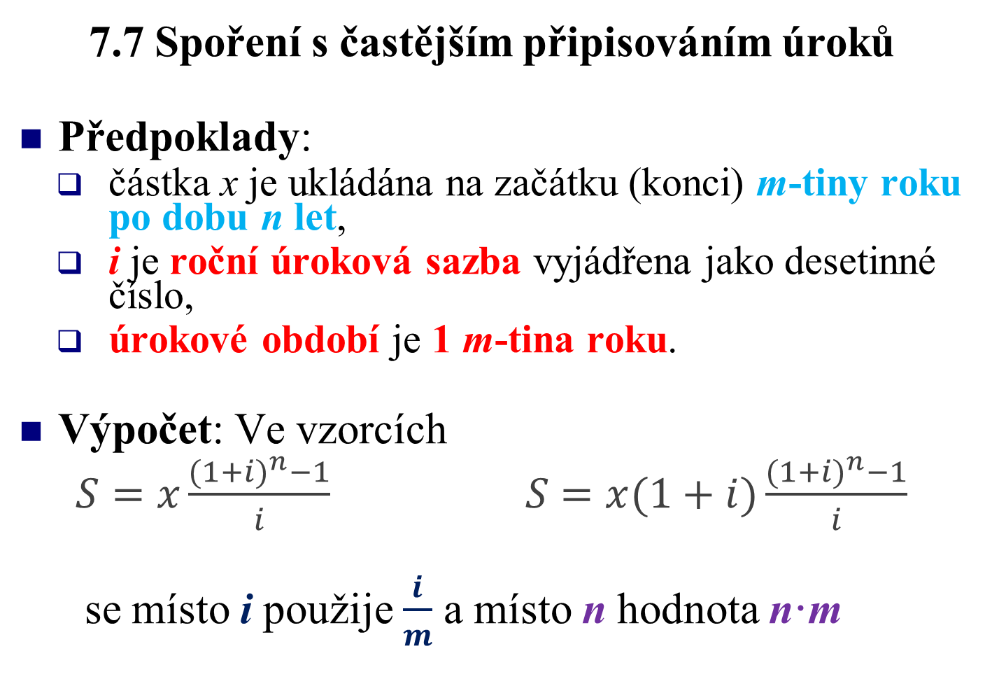 7.7 Spoření s častějším připisováním úroků
Předpoklady:
částka x je ukládána na začátku (konci) m-tiny roku
po dobu n let,
i je roční úroková sazba vyjádřena jako desetinné
číslo,
úrokové období je 1 m-tina roku.
Výpočet: Ve vzorcích
S = x \frac{(1+i)^n-1}{i} S = x(1 + i) \frac{(1+i)^n-1}{i}
se místo i použije \frac{i}{m} a místo n hodnota n·m